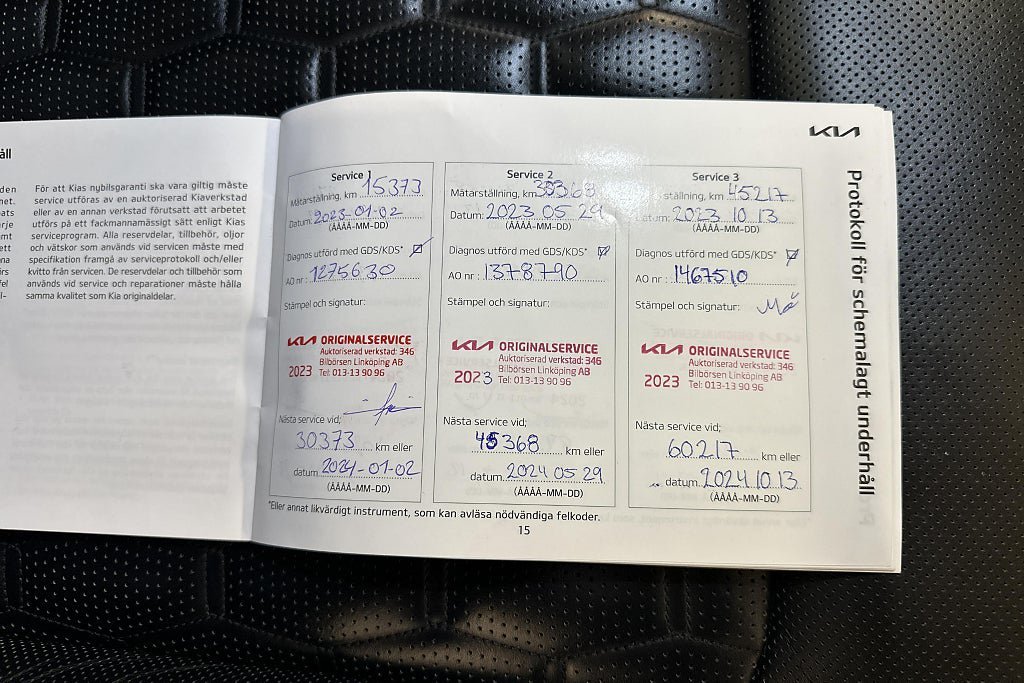 åll
den
net.
ats
rje
mt
ett
na
irs
fel
l-
För att Kias nybilsgaranti ska vara giltig måste
service utföras av en auktoriserad Kiaverkstad
eller av en annan verkstad förutsatt att arbetet
utförs på ett fackmannamässigt sätt enligt Kias
serviceprogram. Alla reservdelar, tillbehör, oljor
och vätskor som används vid servicen måste med
specifikation framgå av serviceprotokoll och/eller
kvitto från servicen. De reservdelar och tillbehör som
används vid service och reparationer måste hålla
samma kvalitet som Kia originaldelar.
KIA
Protokoll för schemalagt underhåll
Service 1
Mätarställning, km 15373
Datum: 2023-01-02
(ÅÅÅÅ-MM-DD)
Diagnos utförd med GDS/KDS*
AO nr : 1275630
Stämpel och signatur:
KIA ORIGINALSERVICE
Auktoriserad verkstad: 346
Bilbörsen Linköping AB
2023 Tel: 013-13 90 96
Nästa service vid;
30373 km eller
datum 2024-01-02
(ÅÅÅÅ-MM-DD)
Service 2
Mätarställning, km 30368
Datum: 2023 05 29
(ÅÅÅÅ-MM-DD)
Diagnos utförd med GDS/KDS*
AO nr : 1378790
Stämpel och signatur:
KIA ORIGINALSERVICE
Auktoriserad verkstad: 346
Bilbörsen Linköping AB
2023 Tel: 013-13 90 96
Nästa service vid;
45368 km eller
datum 2024 05 29
(ÅÅÅÅ-MM-DD)
Service 3
ställning, km 45217
Datum: 2023 10 13
(ÅÅÅÅ-MM-DD)
Diagnos utförd med GDS/KDS*
AO nr : 1467510
Stämpel och signatur:
KIA ORIGINALSERVICE
Auktoriserad verkstad: 346
Bilbörsen Linköping AB
2023 Tel: 013-13 90 96
Nästa service vid;
60217 km eller
datum 2024 10 13
(ÅÅÅÅ-MM-DD)
*Eller annat likvärdigt instrument, som kan avläsa nödvändiga felkoder.
15